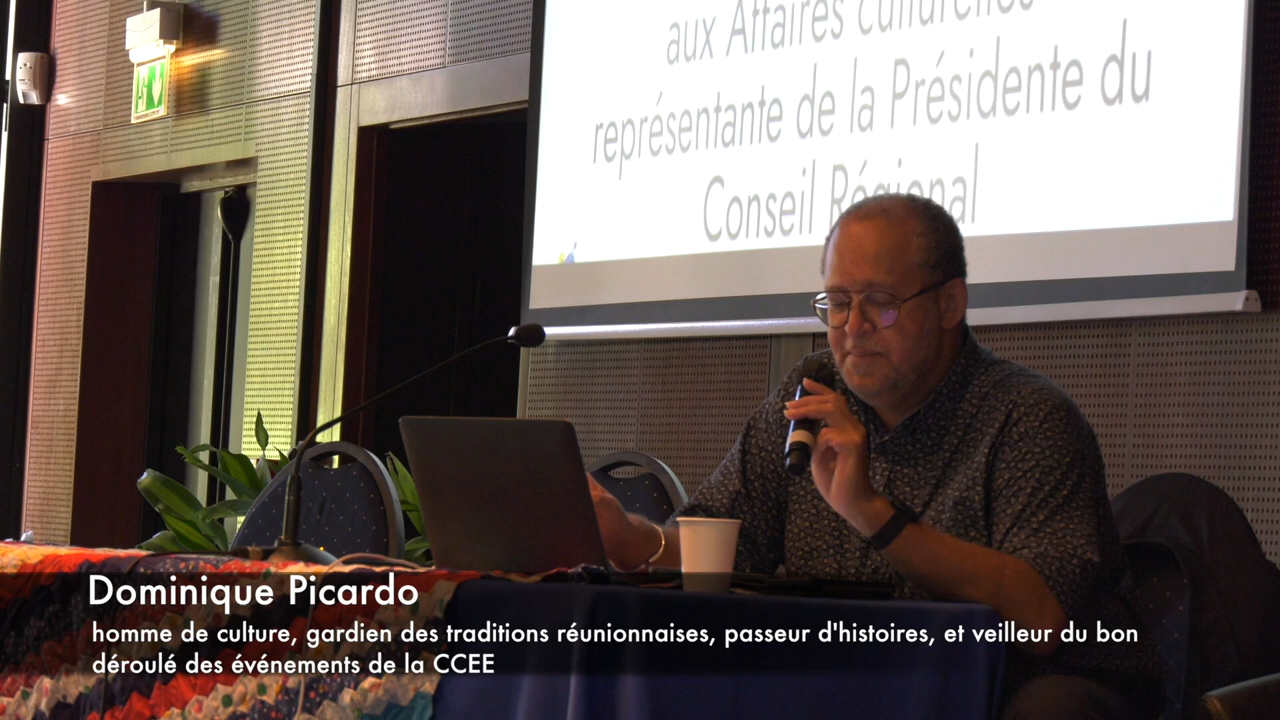 aux Affaires culturelles
représentante de la Présidente du
Conseil Régional
Dominique Picardo
homme de culture, gardien des traditions réunionnaises, passeur d'histoires, et veilleur du bon
déroulé des événements de la CCEE